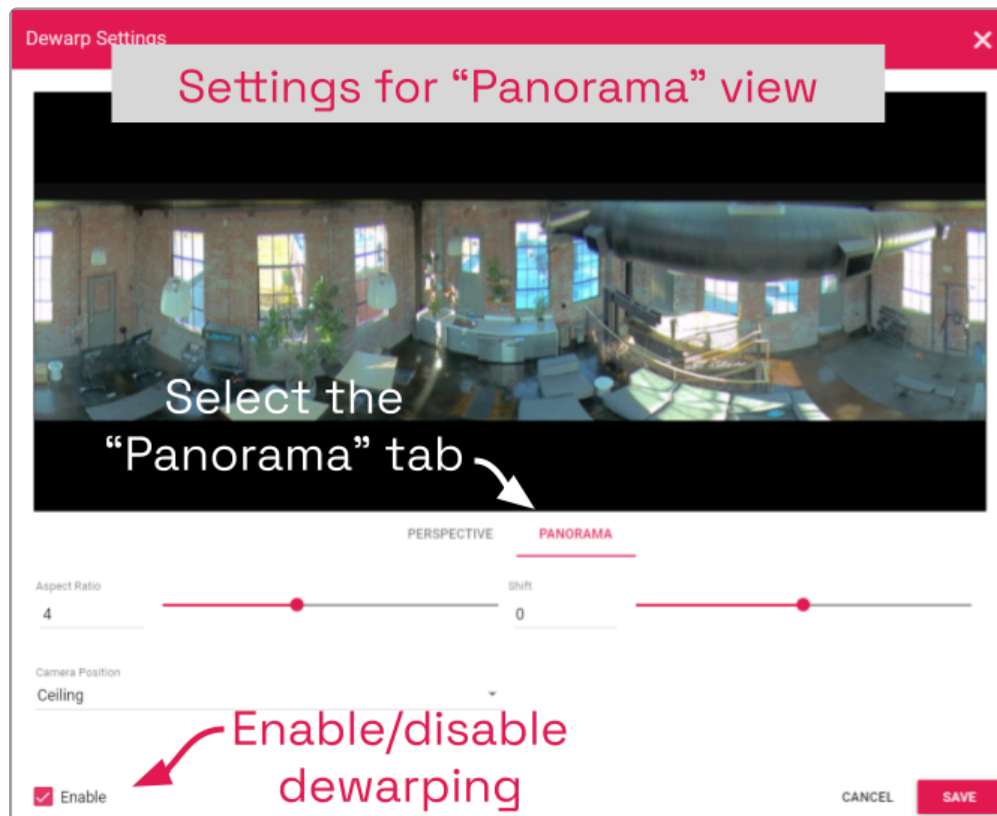 Dewarp Settings
Settings for “Panorama” view
Select the
“Panorama” tab
PERSPECTIVE PANORAMA
Aspect Ratio Shift
4 0
Camera Position
Ceiling
Enable/disable
dewarping
Enable CANCEL SAVE